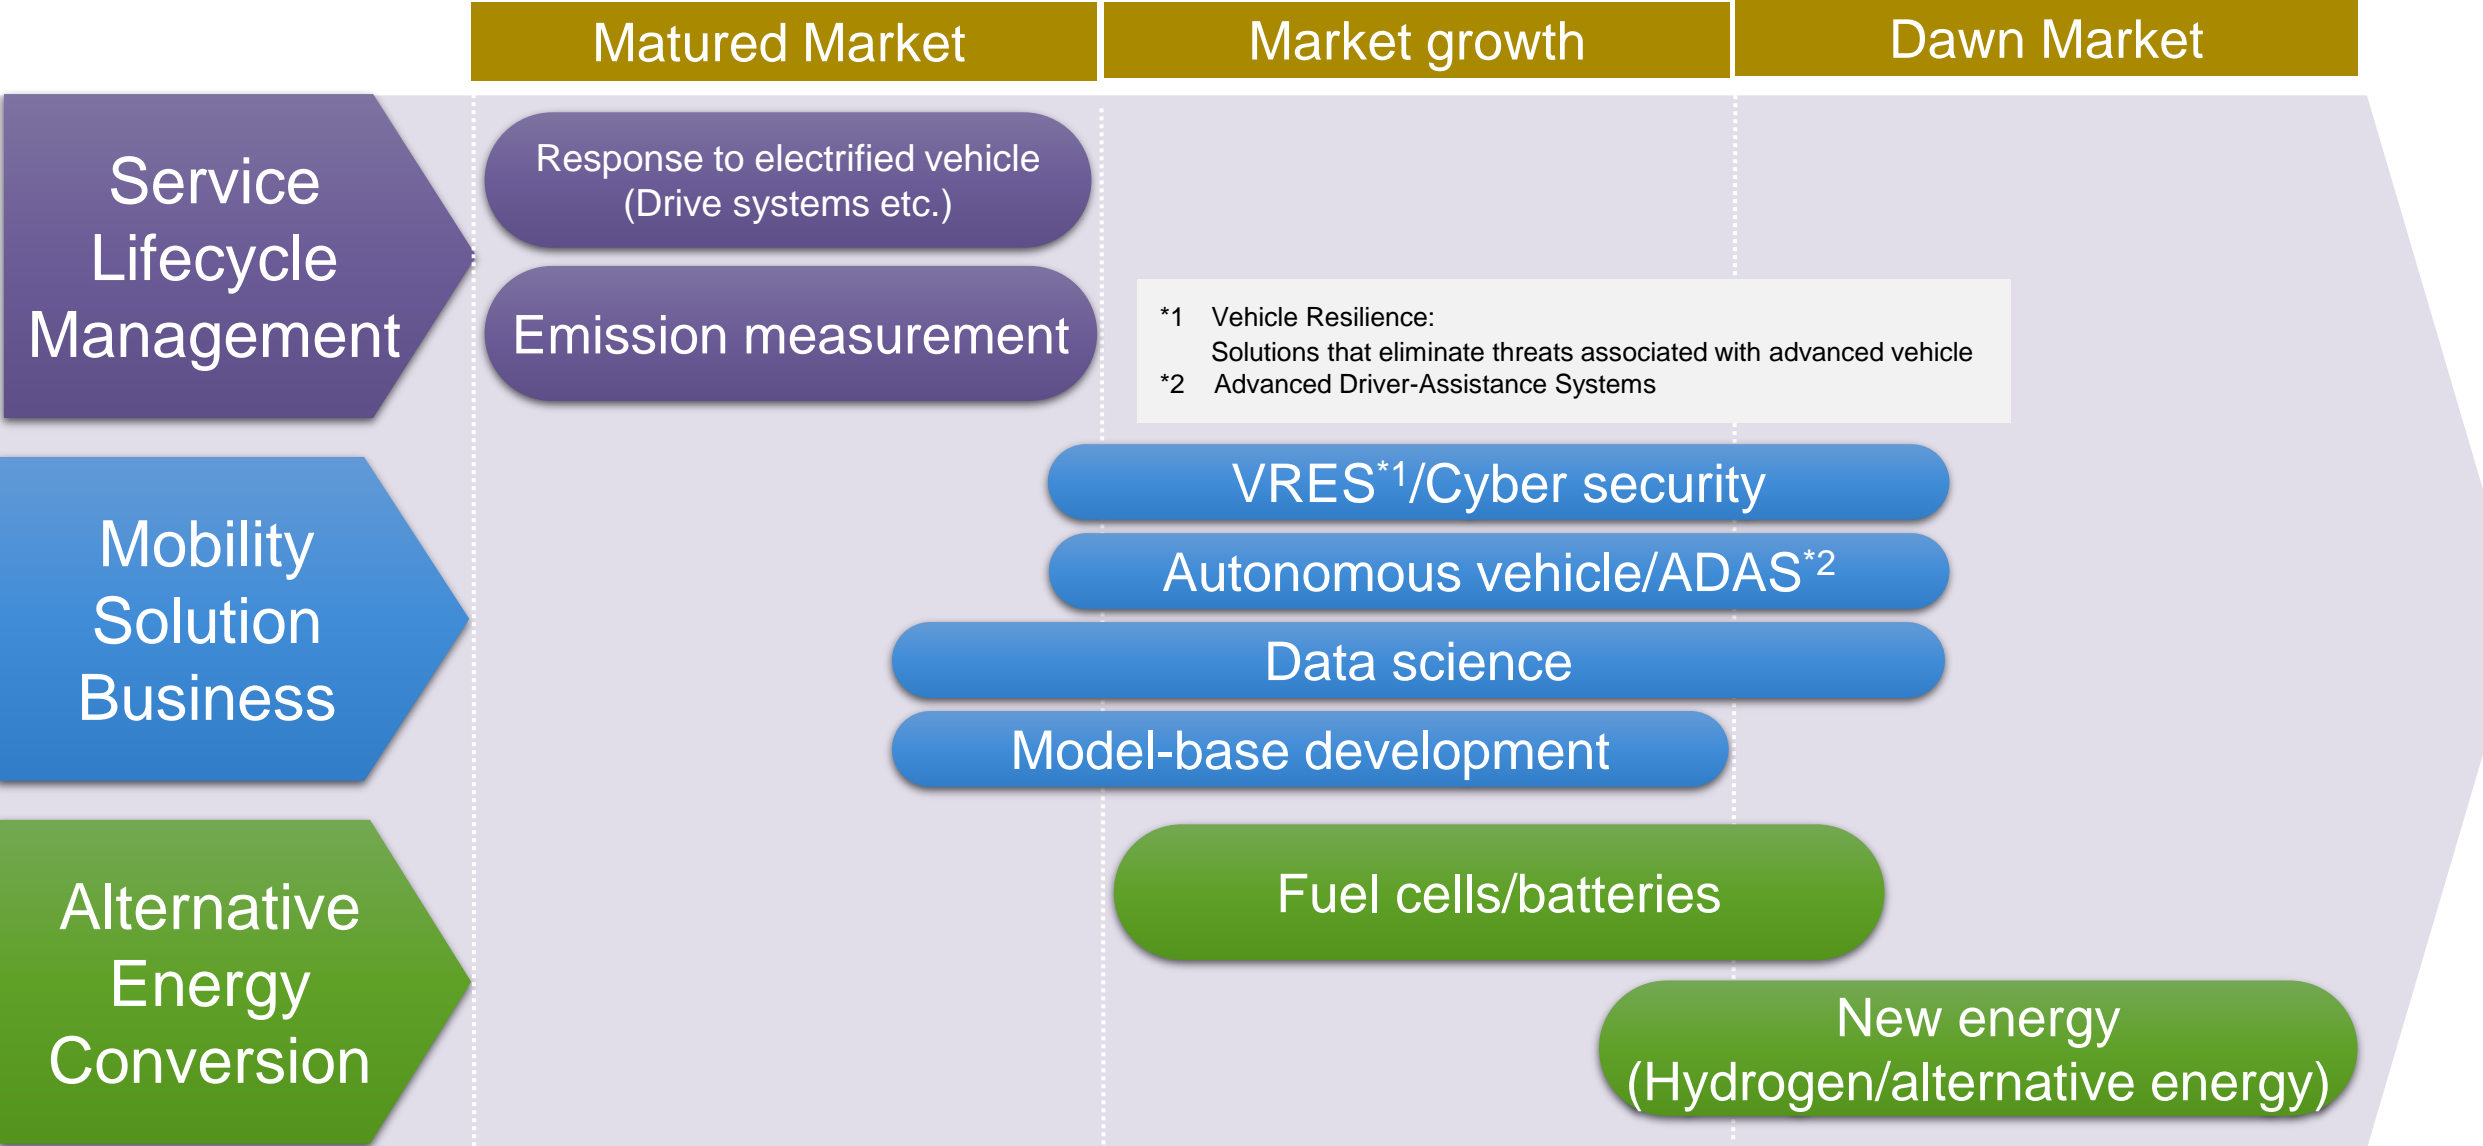 Matured Market
Market growth
Dawn Market
Service
Lifecycle
Management
Response to electrified vehicle
(Drive systems etc.)
Emission measurement
*1 Vehicle Resilience:
Solutions that eliminate threats associated with advanced vehicle
*2 Advanced Driver-Assistance Systems
Mobility
Solution
Business
VRES*1/Cyber security
Autonomous vehicle/ADAS*2
Data science
Model-base development
Alternative
Energy
Conversion
Fuel cells/batteries
New energy
(Hydrogen/alternative energy)